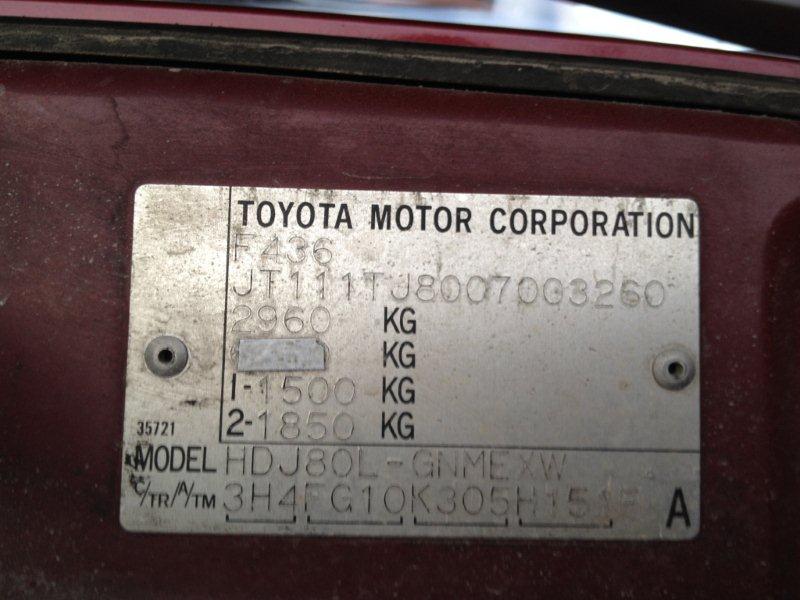 TOYOTA MOTOR CORPORATION
F436
JT111TJ8007003260
2960 KG
KG
1-1500 KG
2-1850 KG
35721
MODEL HDJ80L-GNMEXW
C/TR/A/TM 3H4FG10K305 A